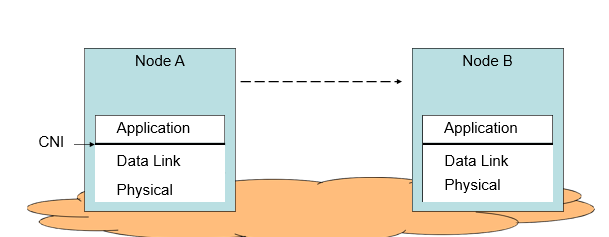 Node A
Node B
Application
Application
CNI
Data Link
Data Link
Physical
Physical